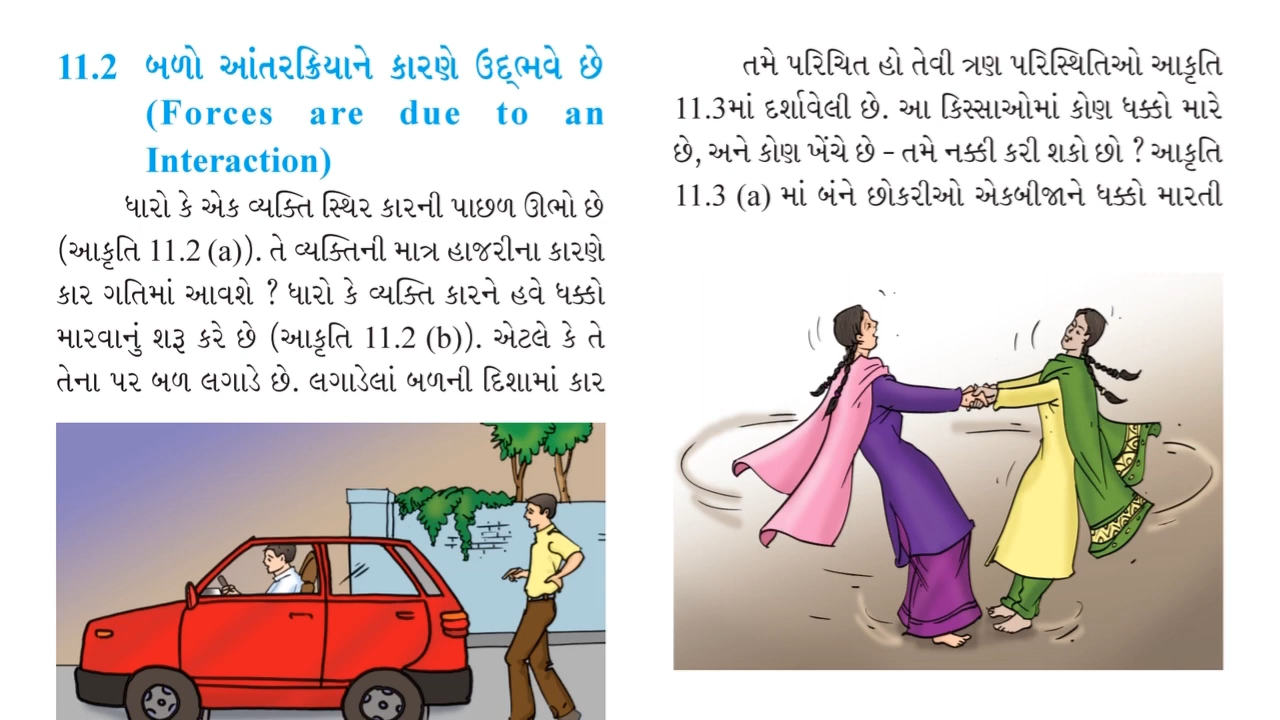 11.2 બળો આંતરક્રિયાને કારણે ઉદ્‌ભવે છે
(Forces are due to an
Interaction)
ધારો કે એક વ્યક્તિ સ્થિર કારની પાછળ ઊભો છે
(આકૃતિ 11.2 (a)). તે વ્યક્તિની માત્ર હાજરીના કારણે
કાર ગતિમાં આવશે ? ધારો કે વ્યક્તિ કારને હવે ધક્કો
મારવાનું શરૂ કરે છે (આકૃતિ 11.2 (b)). એટલે કે તે
તેના પર બળ લગાડે છે. લગાડેલાં બળની દિશામાં કાર
તમે પરિચિત હો તેવી ત્રણ પરિસ્થિતિઓ આકૃતિ
11.3માં દર્શાવેલી છે. આ કિસ્સાઓમાં કોણ ધક્કો મારે
છે, અને કોણ ખેંચે છે - તમે નક્કી કરી શકો છો ? આકૃતિ
11.3 (a) માં બંને છોકરીઓ એકબીજાને ધક્કો મારતી